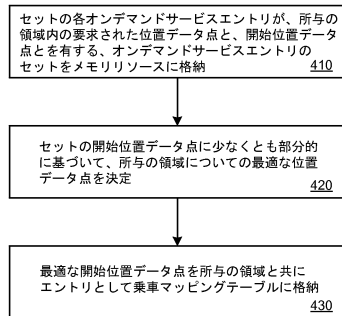 セットの各オンデマンドサービスエントリが、所与の
領域内の要求された位置データ点と、開始位置データ
点とを有する、オンデマンドサービスエントリの
セットをメモリリソースに格納
410
セットの開始位置データ点に少なくとも部分的
に基づいて、所与の領域についての最適な位置
データ点を決定
420
最適な開始位置データ点を所与の領域と共に
エントリとして乗車マッピングテーブルに格納
430